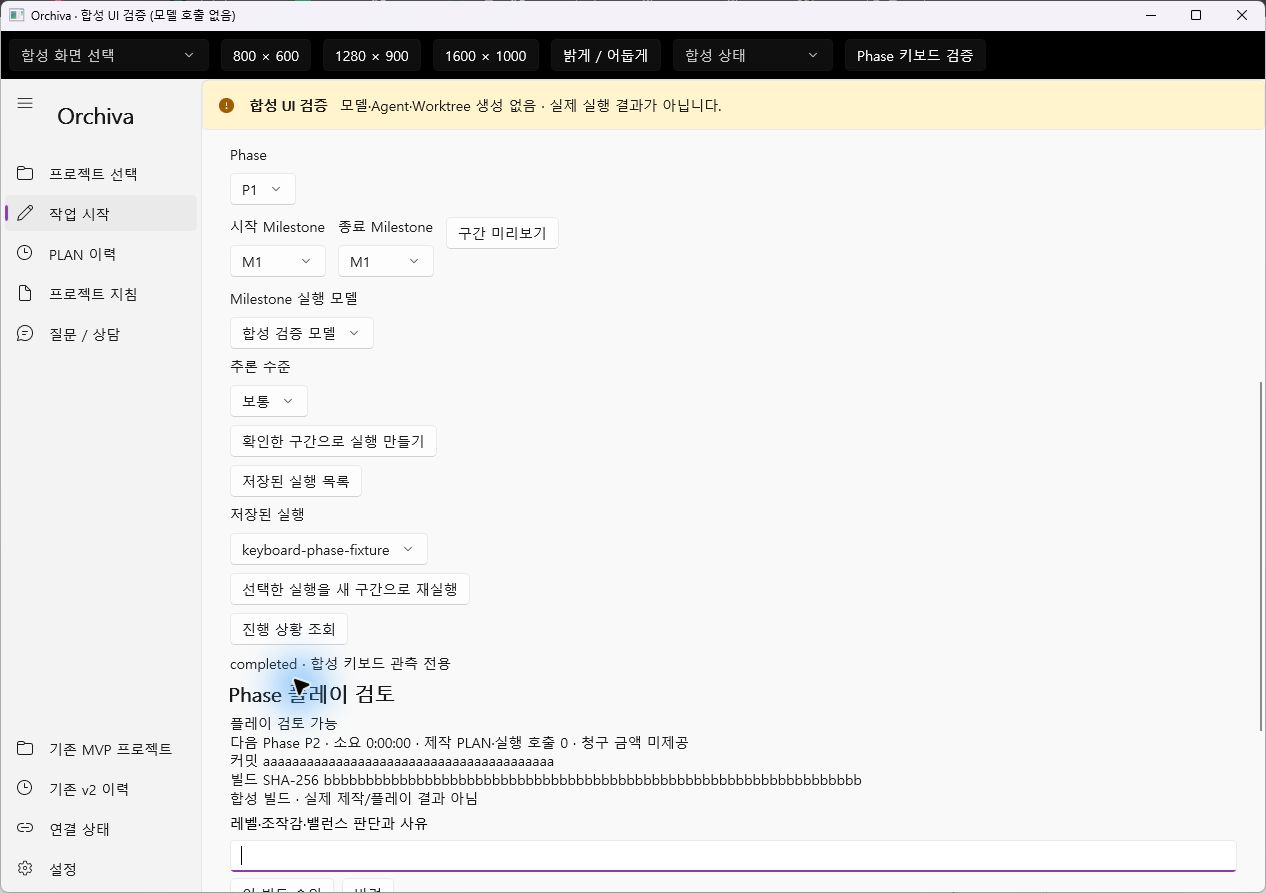 Orchiva · 합성 UI 검증 (모델 호출 없음)
합성 화면 선택
800 × 600
1280 × 900
1600 × 1000
밝게 / 어둡게
합성 상태
Phase 키보드 검증
Orchiva
프로젝트 선택
작업 시작
PLAN 이력
프로젝트 지침
질문 / 상담
기존 MVP 프로젝트
기존 v2 이력
연결 상태
설정
합성 UI 검증 모델·Agent·Worktree 생성 없음 · 실제 실행 결과가 아닙니다.
Phase
P1
시작 Milestone 종료 Milestone
구간 미리보기
M1 M1
Milestone 실행 모델
합성 검증 모델
추론 수준
보통
확인한 구간으로 실행 만들기
저장된 실행 목록
저장된 실행
keyboard-phase-fixture
선택한 실행을 새 구간으로 재실행
진행 상황 조회
completed · 합성 키보드 관측 전용
Phase 플레이 검토
플레이 검토 가능
다음 Phase P2 · 소요 0:00:00 · 제작 PLAN·실행 호출 0 · 청구 금액 미제공
커밋 aaaaaaaaaaaaaaaaaaaaaaaaaaaaaaaaaaaaaaaa
빌드 SHA-256 bbbbbbbbbbbbbbbbbbbbbbbbbbbbbbbbbbbbbbbbbbbbbbbbbbbbbbbbbbbbbbbb
합성 빌드 · 실제 제작/플레이 결과 아님
레벨·조작감·밸런스 판단과 사유